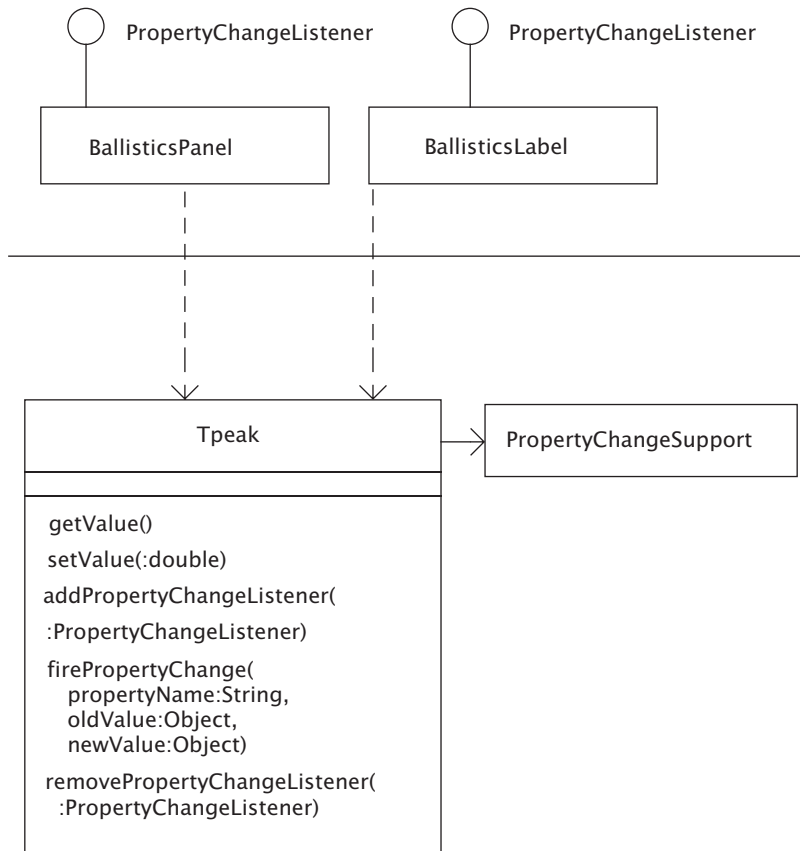 PropertyChangeListener
PropertyChangeListener
BallisticsPanel
BallisticsLabel
Tpeak
PropertyChangeSupport
getValue()
setValue(:double)
addPropertyChangeListener(
:PropertyChangeListener)
firePropertyChange(
propertyName:String,
oldValue:Object,
newValue:Object)
removePropertyChangeListener(
:PropertyChangeListener)